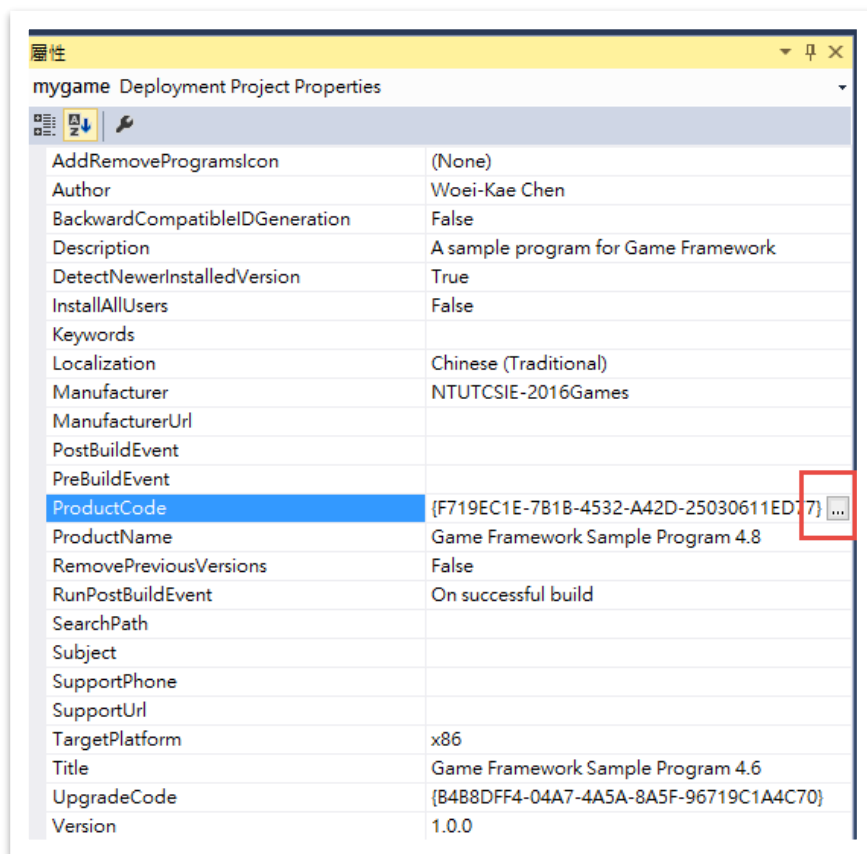 屬性
mygame Deployment Project Properties
AddRemoveProgramsIcon (None)
Author Woei-Kae Chen
BackwardCompatibleIDGeneration False
Description A sample program for Game Framework
DetectNewerInstalledVersion True
InstallAllUsers False
Keywords
Localization Chinese (Traditional)
Manufacturer NTUTCSIE-2016Games
ManufacturerUrl
PostBuildEvent
PreBuildEvent
ProductCode {F719EC1E-7B1B-4532-A42D-25030611ED77} ...
ProductName Game Framework Sample Program 4.8
RemovePreviousVersions False
RunPostBuildEvent On successful build
SearchPath
Subject
SupportPhone
SupportUrl
TargetPlatform x86
Title Game Framework Sample Program 4.6
UpgradeCode {B4B8DFF4-04A7-4A5A-8A5F-96719C1A4C70}
Version 1.0.0